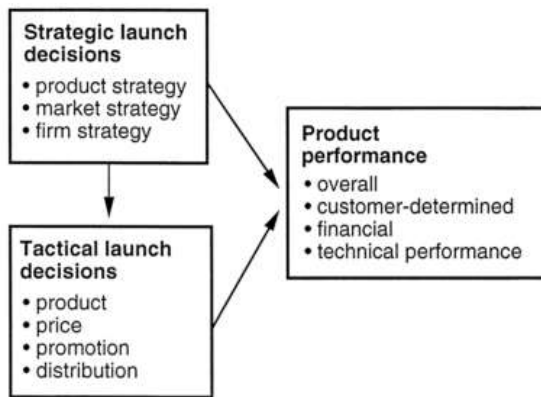 Strategic launch
decisions
• product strategy
• market strategy
• firm strategy
Product
performance
• overall
• customer-determined
• financial
• technical performance
Tactical launch
decisions
• product
• price
• promotion
• distribution